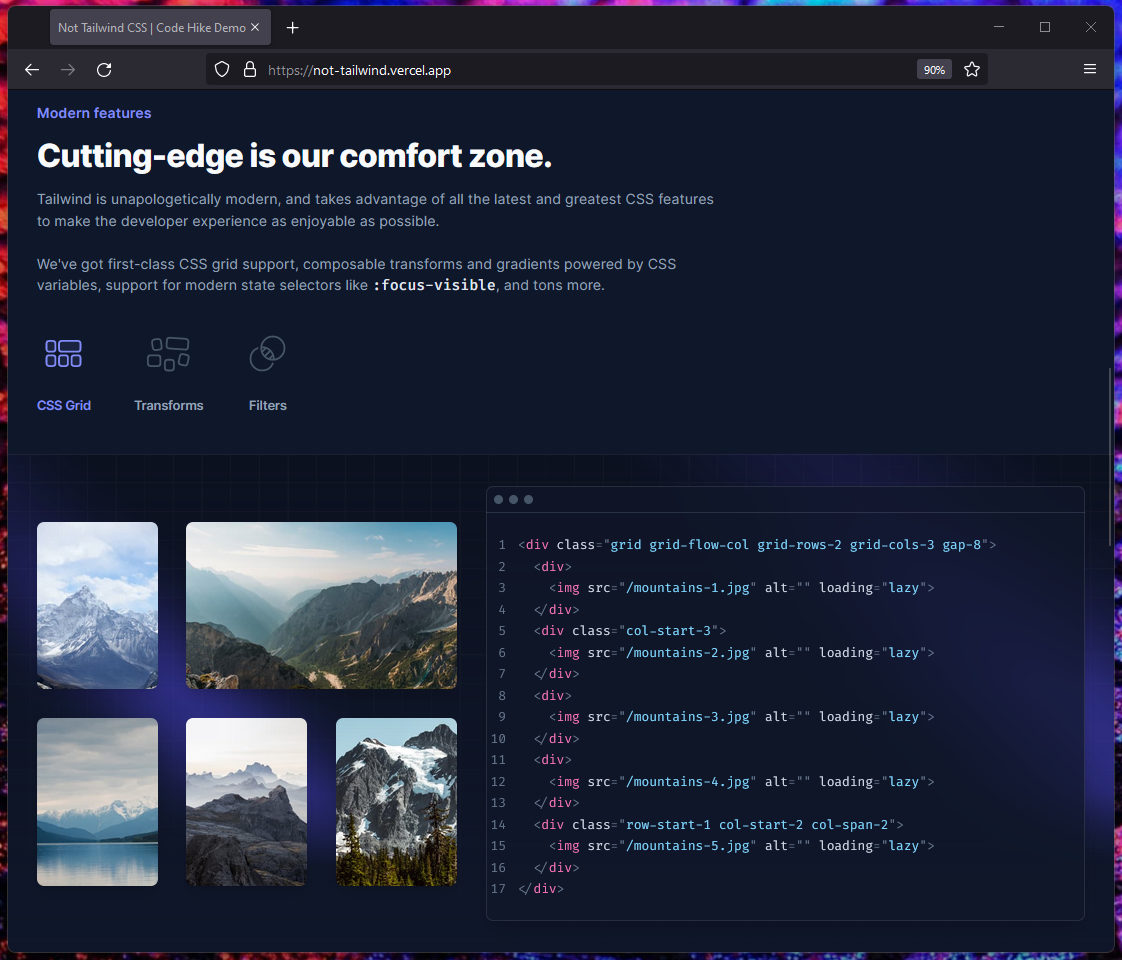 Not Tailwind CSS | Code Hike Demo
https://not-tailwind.vercel.app
90%
Modern features
Cutting-edge is our comfort zone.
Tailwind is unapologetically modern, and takes advantage of all the latest and greatest CSS features
to make the developer experience as enjoyable as possible.
We've got first-class CSS grid support, composable transforms and gradients powered by CSS
variables, support for modern state selectors like :focus-visible, and tons more.
CSS Grid
Transforms
Filters
1 <div class="grid grid-flow-col grid-rows-2 grid-cols-3 gap-8">
2   <div>
3     <img src="/mountains-1.jpg" alt="" loading="lazy">
4   </div>
5   <div class="col-start-3">
6     <img src="/mountains-2.jpg" alt="" loading="lazy">
7   </div>
8   <div>
9     <img src="/mountains-3.jpg" alt="" loading="lazy">
10   </div>
11   <div>
12     <img src="/mountains-4.jpg" alt="" loading="lazy">
13   </div>
14   <div class="row-start-1 col-start-2 col-span-2">
15     <img src="/mountains-5.jpg" alt="" loading="lazy">
16   </div>
17 </div>